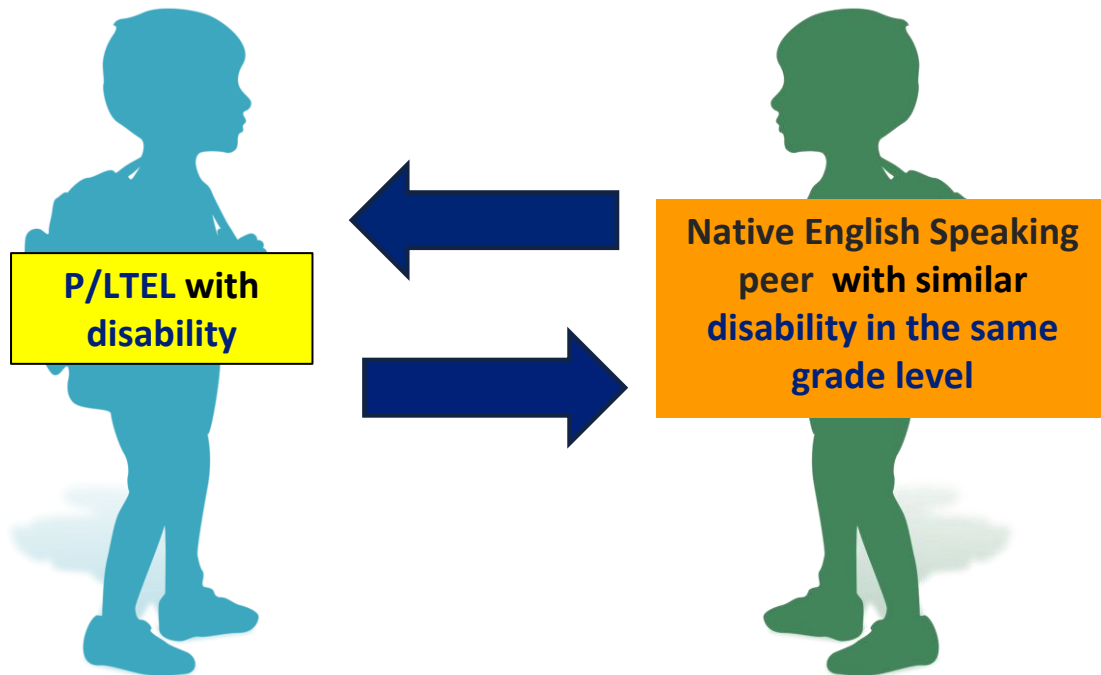 P/LTEL with
disability
Native English Speaking
peer with similar
disability in the same
grade level